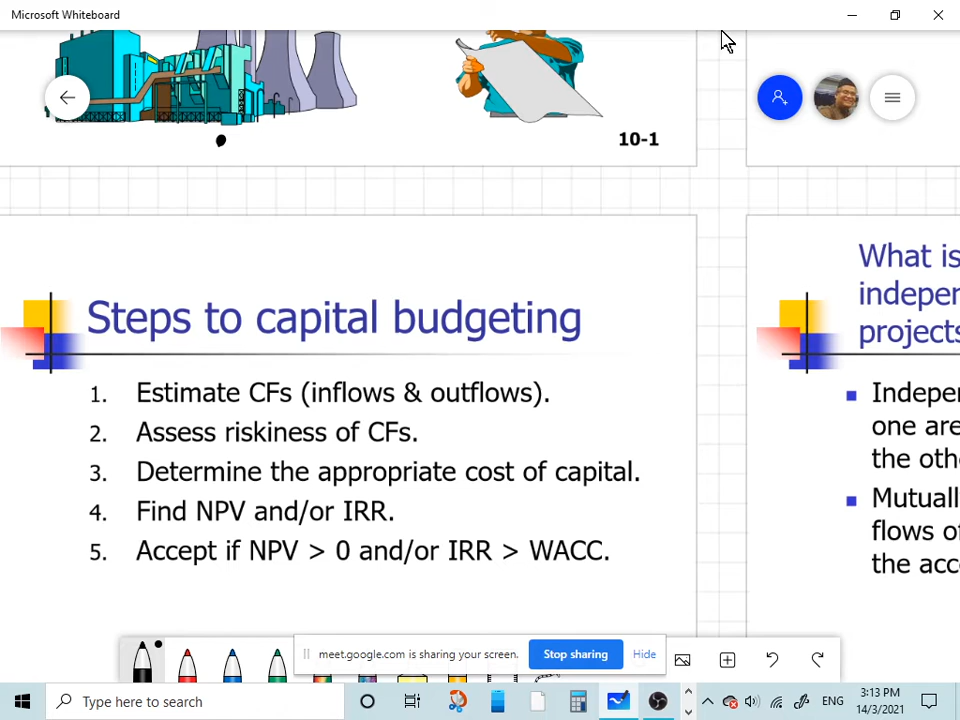 Microsoft Whiteboard
10-1
Steps to capital budgeting
1. Estimate CFs (inflows & outflows).
2. Assess riskiness of CFs.
3. Determine the appropriate cost of capital.
4. Find NPV and/or IRR.
5. Accept if NPV > 0 and/or IRR > WACC.
What is
indepen
projects
Indepen
one are
the oth
Mutuall
flows o
the acc
meet.google.com is sharing your screen.
Stop sharing
Hide
Type here to search
ENG
3:13 PM
14/3/2021